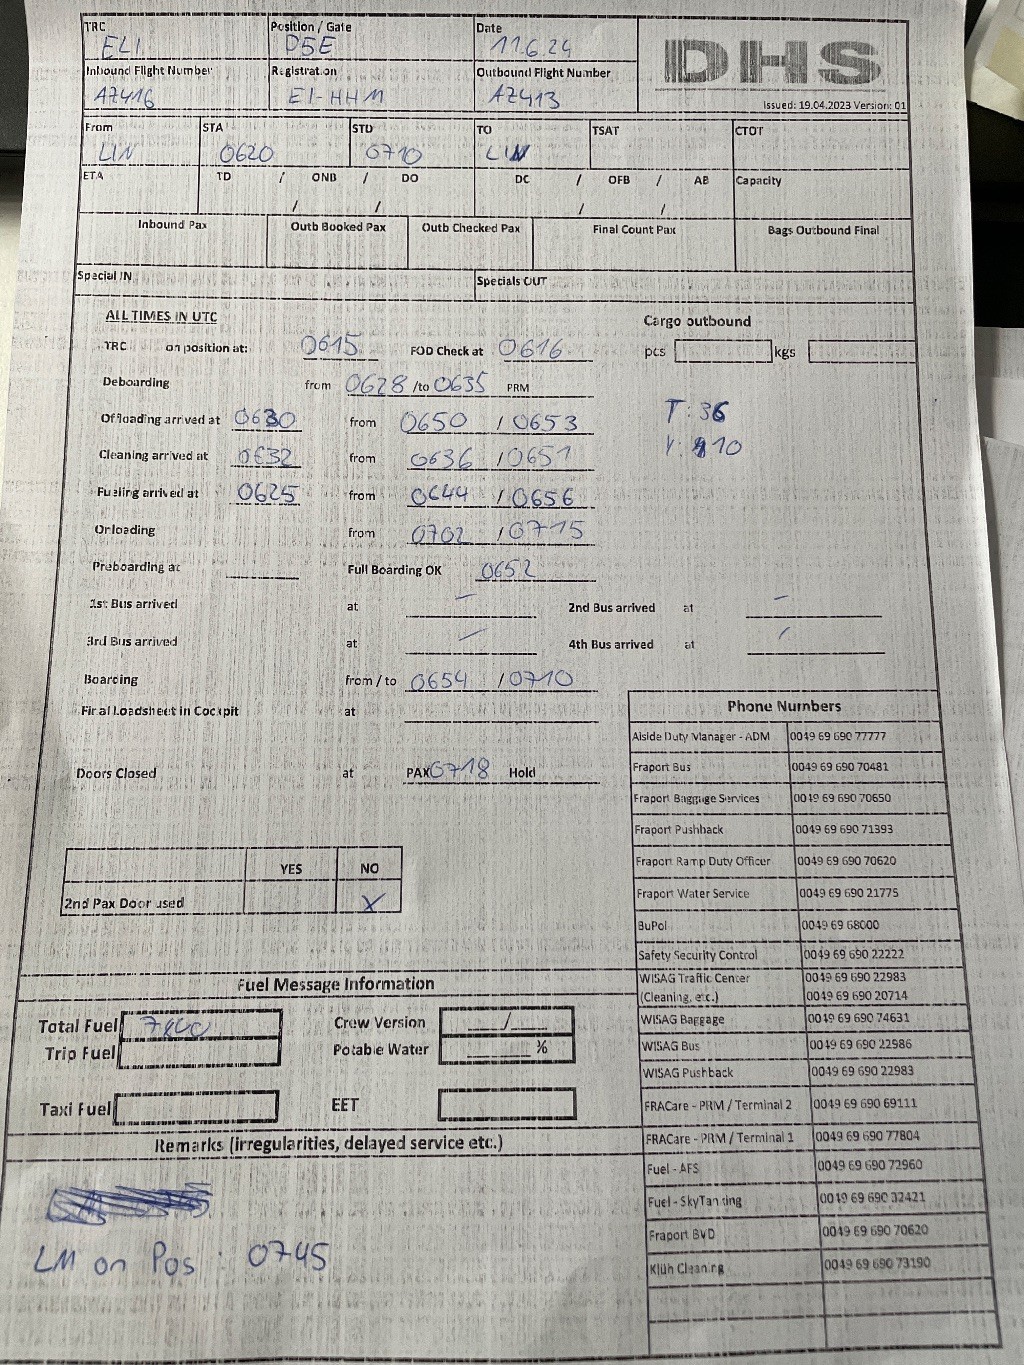 TRC Position / Gate Date
ELI D5E 11.6.24
DHS
Inbound Flight Number Registration Outbound Flight Number
AZ416 EI-HHM AZ413
Issued: 19.04.2023 Version: 01
From STA STD TO TSAT CTOT
LIN 0620 0710 LIN
ETA TD / ONB / DO DC / OFB / AB Capacity
/ / / /
Inbound Pax Outb Booked Pax Outb Checked Pax Final Count Pax Bags Outbound Final
Special IN Specials OUT
ALL TIMES IN UTC Cargo outbound
TRC on position at: 0615 FOD Check at 0616 pcs kgs
Deboarding from 0628 /to 0635 PRM
T: 36
Offloading arrived at 0630 from 0650 / 0653
Y: 10
Cleaning arrived at 0632 from 0636 / 0651
Fueling arrived at 0625 from 0644 / 0656
Onloading from 0702 / 0715
Preboarding at Full Boarding OK 0652
1st Bus arrived at – 2nd Bus arrived at –
3rd Bus arrived at – 4th Bus arrived at –
Boarding from / to 0654 / 0710
Final Loadsheet in Cockpit at
Doors Closed at PAX 0718 Hold
YES NO
2nd Pax Door used X
Phone Numbers
Aiside Duty Manager - ADM 0049 69 690 77777
Fraport Bus 0049 69 690 70481
Fraport Baggage Services 0049 69 690 70650
Fraport Pushback 0049 69 690 71393
Fraport Ramp Duty Officer 0049 69 690 70620
Fraport Water Service 0049 69 690 21775
BuPol 0049 69 68000
Safety Security Control 0049 69 690 22222
WISAG Traffic Center 0049 69 690 22983
(Cleaning, etc.) 0049 69 690 20714
WISAG Baggage 0049 69 690 74631
WISAG Bus 0049 69 690 22986
WISAG Pushback 0049 69 690 22983
FRACare - PRM / Terminal 2 0049 69 690 69111
FRACare - PRM / Terminal 1 0049 69 690 77804
Fuel - AFS 0049 69 690 72960
Fuel - SkyTanking 0049 69 690 32421
Fraport BVD 0049 69 690 70620
Klüh Cleaning 0049 69 690 73190
Fuel Message Information
Total Fuel 7800 Crew Version /
Trip Fuel Potable Water %
Taxi Fuel EET
Remarks (irregularities, delayed service etc.)
LM on Pos : 0745